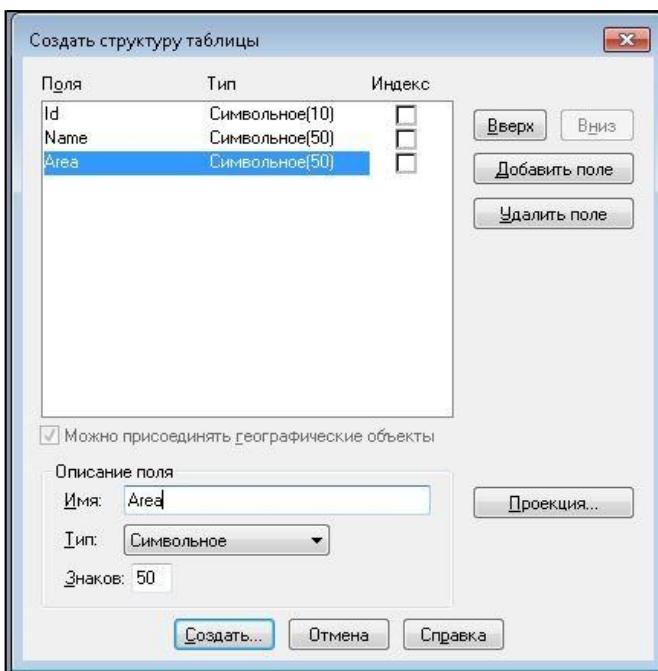 Создать структуру таблицы
Поля Тип Индекс
Id Символьное(10)
Name Символьное(50)
Area Символьное(50)
Вверх Вниз
Добавить поле
Удалить поле
Можно присоединять географические объекты
Описание поля
Имя: Area
Тип: Символьное
Знаков: 50
Проекция...
Создать... Отмена Справка